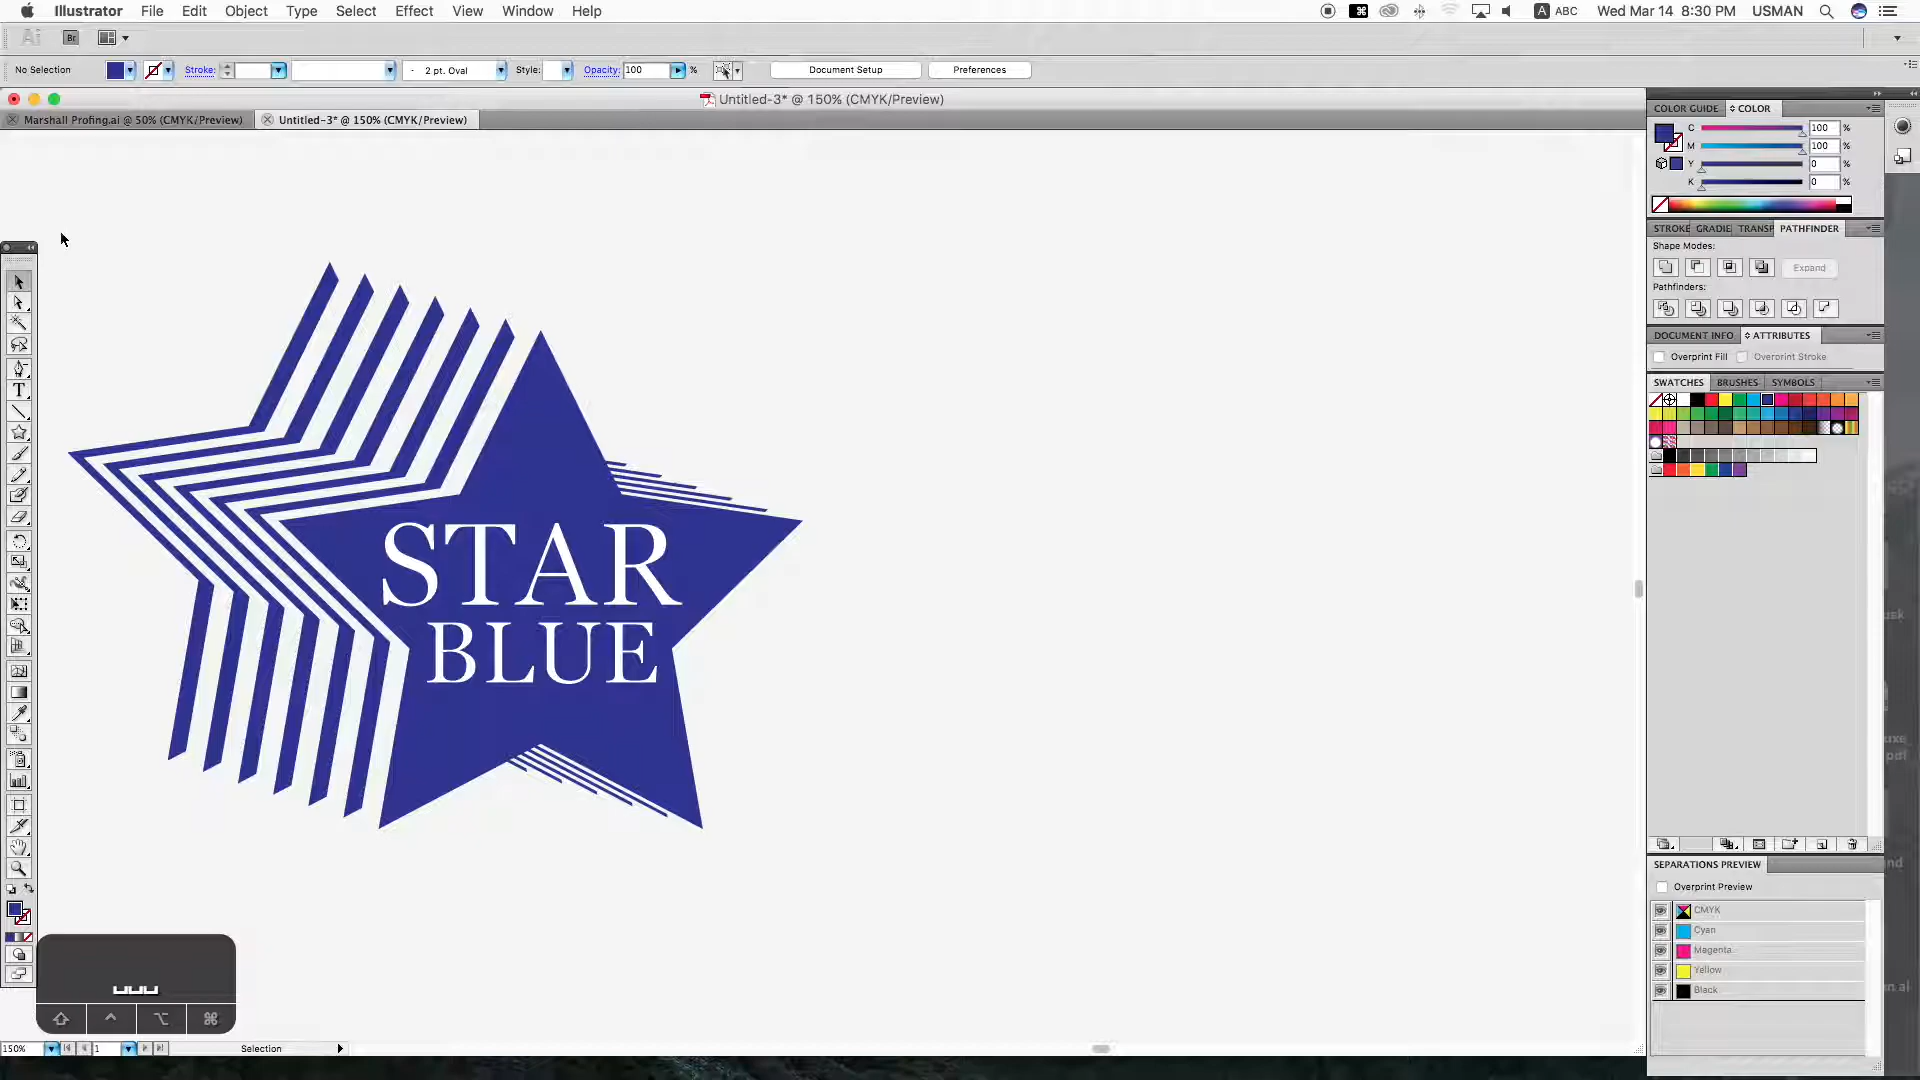 Illustrator File Edit Object Type Select Effect View Window Help
ABC Wed Mar 14 8:30 PM USMAN
Br
No Selection Stroke: 2 pt. Oval Style: Opacity: 100 % Document Setup Preferences
Untitled-3* @ 150% (CMYK/Preview)
Marshall Profing.ai @ 50% (CMYK/Preview) Untitled-3* @ 150% (CMYK/Preview)
COLOR GUIDE COLOR
C 100 %
M 100 %
Y 0 %
K 0 %
STROKE GRADIE TRANSP PATHFINDER
Shape Modes:
Expand
Pathfinders:
DOCUMENT INFO ATTRIBUTES
Overprint Fill Overprint Stroke
SWATCHES BRUSHES SYMBOLS
STAR
BLUE
SEPARATIONS PREVIEW
Overprint Preview
CMYK
Cyan
Magenta
Yellow
Black
150% 1 Selection